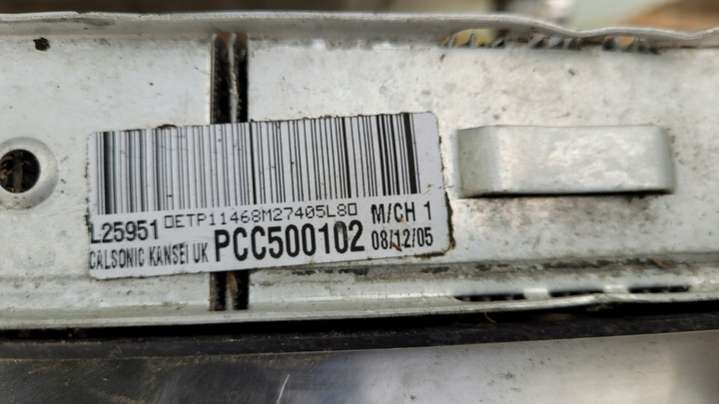 DETP11468M27405L80
L25951
M/CH 1
CALSONIC KANSEI UK
PCC500102
08/12/05